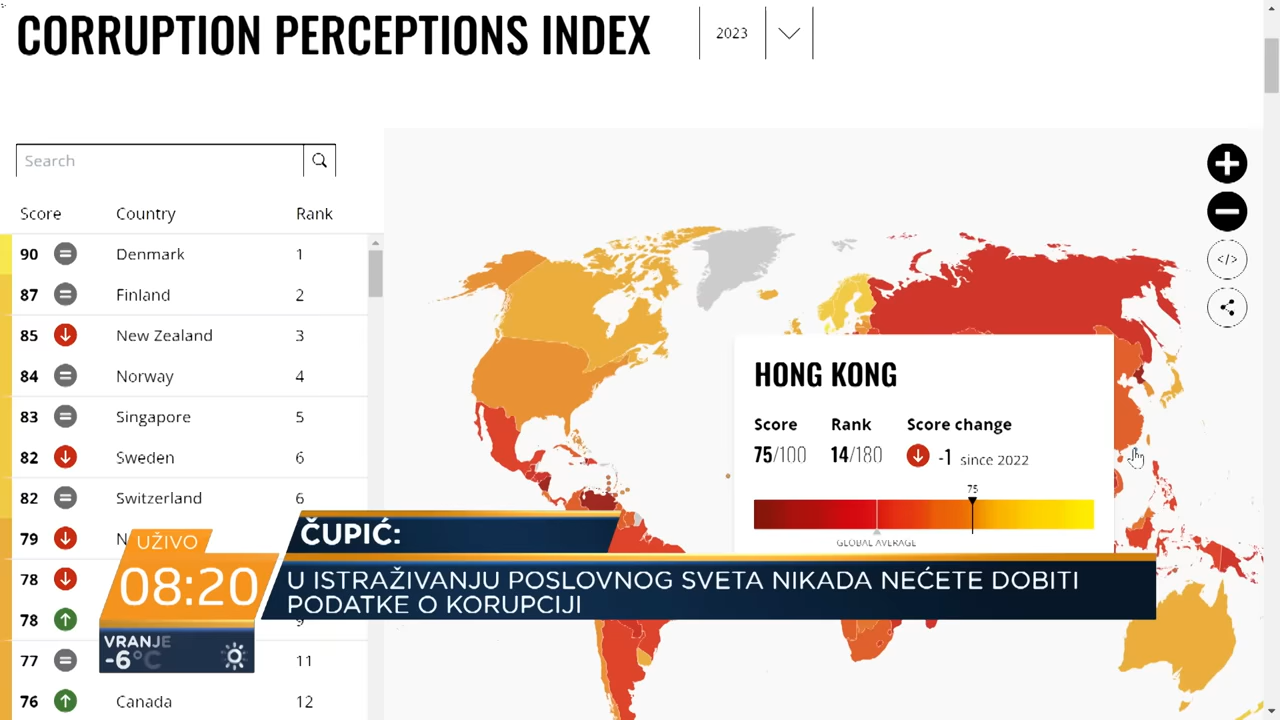 CORRUPTION PERCEPTIONS INDEX
2023
Search
Score Country Rank
90 Denmark 1
87 Finland 2
85 New Zealand 3
84 Norway 4
83 Singapore 5
82 Sweden 6
82 Switzerland 6
79
78
78 9
77 11
76 Canada 12
</>
HONG KONG
Score Rank Score change
75/100 14/180 -1 since 2022
75
GLOBAL AVERAGE
ČUPIĆ:
UŽIVO
08:20
U ISTRAŽIVANJU POSLOVNOG SVETA NIKADA NEĆETE DOBITI
PODATKE O KORUPCIJI
VRANJE
-6°C